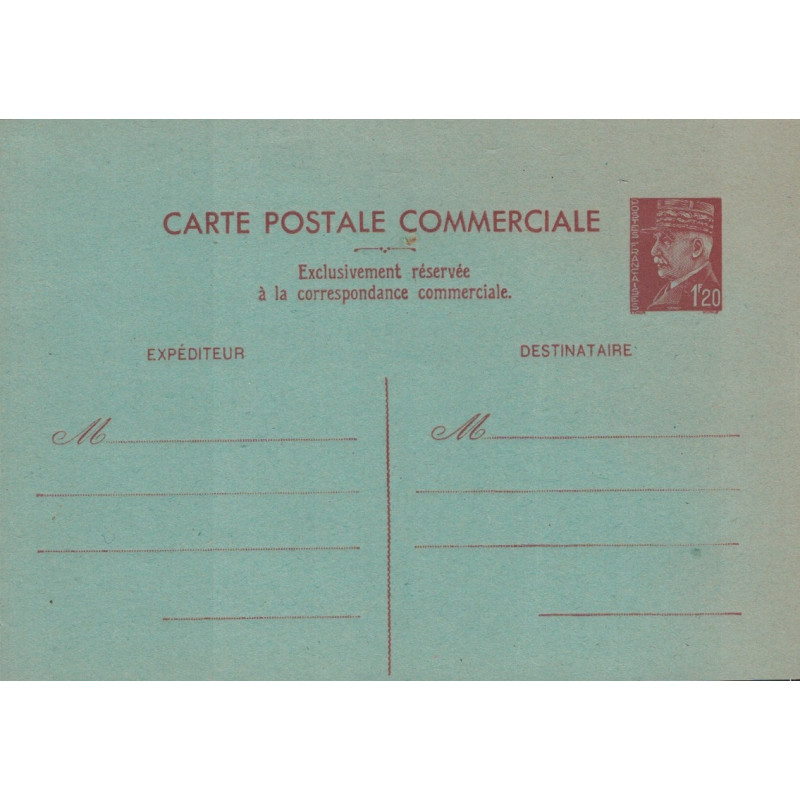 CARTE POSTALE COMMERCIALE
Exclusivement réservée
à la correspondance commerciale.
POSTES FRANÇAISES
1F20
EXPÉDITEUR
DESTINATAIRE
M
M